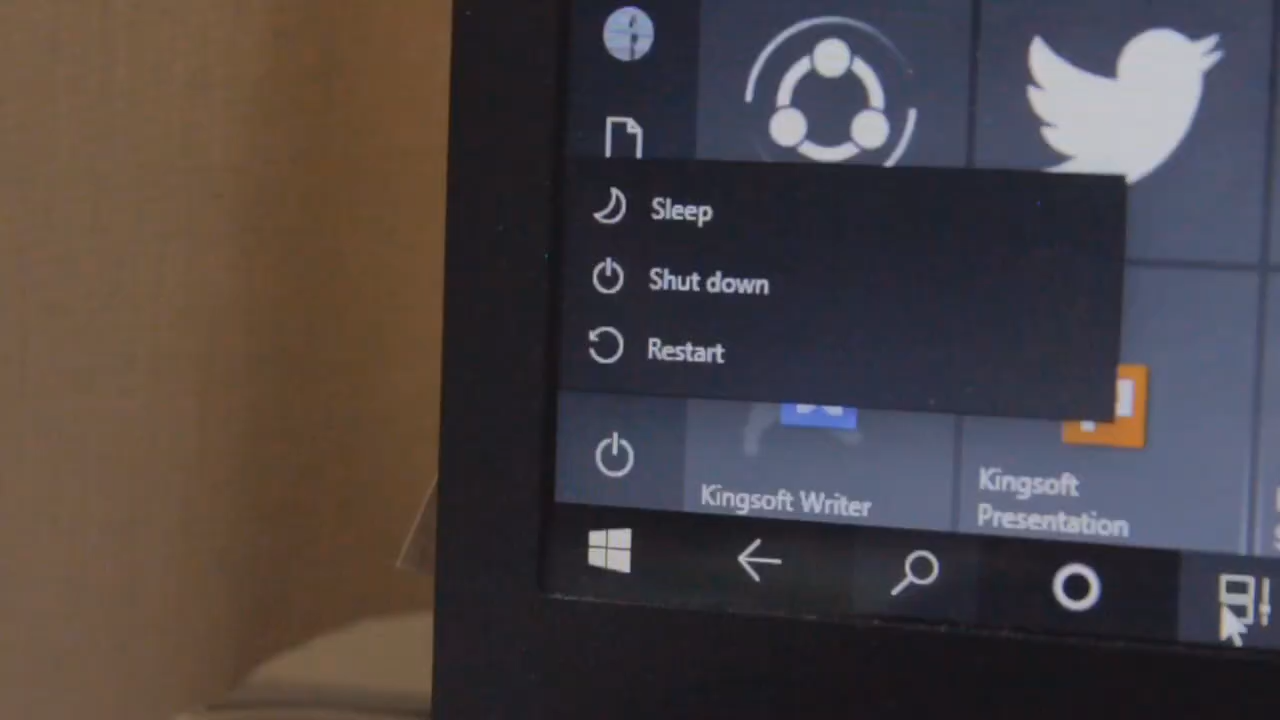 Sleep
Shut down
Restart
Kingsoft Writer
Kingsoft
Presentation